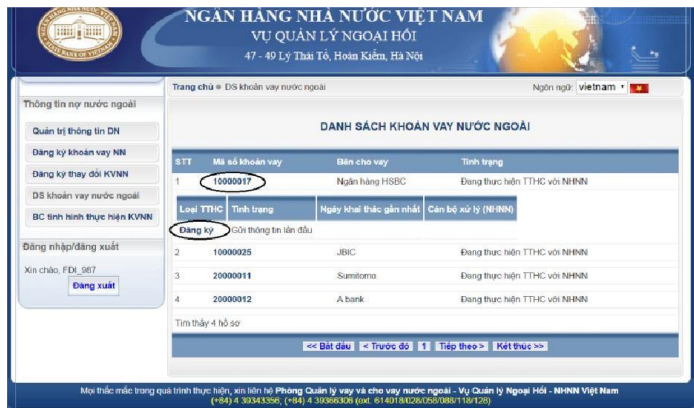 NGÂN HÀNG NHÀ NƯỚC VIỆT NAM
VỤ QUẢN LÝ NGOẠI HỐI
47 - 49 Lý Thái Tổ, Hoàn Kiếm, Hà Nội
Trang chủ DS khoản vay nước ngoài
Ngôn ngữ: vietnam
Thông tin nợ nước ngoài
Quản trị thông tin DN
Đăng ký khoản vay NN
Đăng ký thay đổi KVNN
DS khoản vay nước ngoài
BC tình hình thực hiện KVNN
Đăng nhập/đăng xuất
Xin chào, FDI_987
Đăng xuất
DANH SÁCH KHOẢN VAY NƯỚC NGOÀI
STT Mã số khoản vay Bên cho vay Tình trạng
1 10000017 Ngân hàng HSBC Đang thực hiện TTHC với NHNN
Loại TTHC Tình trạng Ngày khai thác gần nhất Cán bộ xử lý (NHNN)
Đăng ký Gửi thông tin lần đầu
2 10000025 JBIC Đang thực hiện TTHC với NHNN
3 20000011 Sumitomo Đang thực hiện TTHC với NHNN
4 20000012 A bank Đang thực hiện TTHC với NHNN
Tìm thấy 4 hồ sơ
<< Bắt đầu < Trước đó 1 Tiếp theo > Kết thúc >>
Mọi thắc mắc trong quá trình thực hiện, xin liên hệ Phòng Quản lý vay và cho vay nước ngoài - Vụ Quản lý Ngoại Hối - NHNN Việt Nam
(+84) 4 39343356; (+84) 4 39366306 (ext. 614018/028/058/088/118/128)